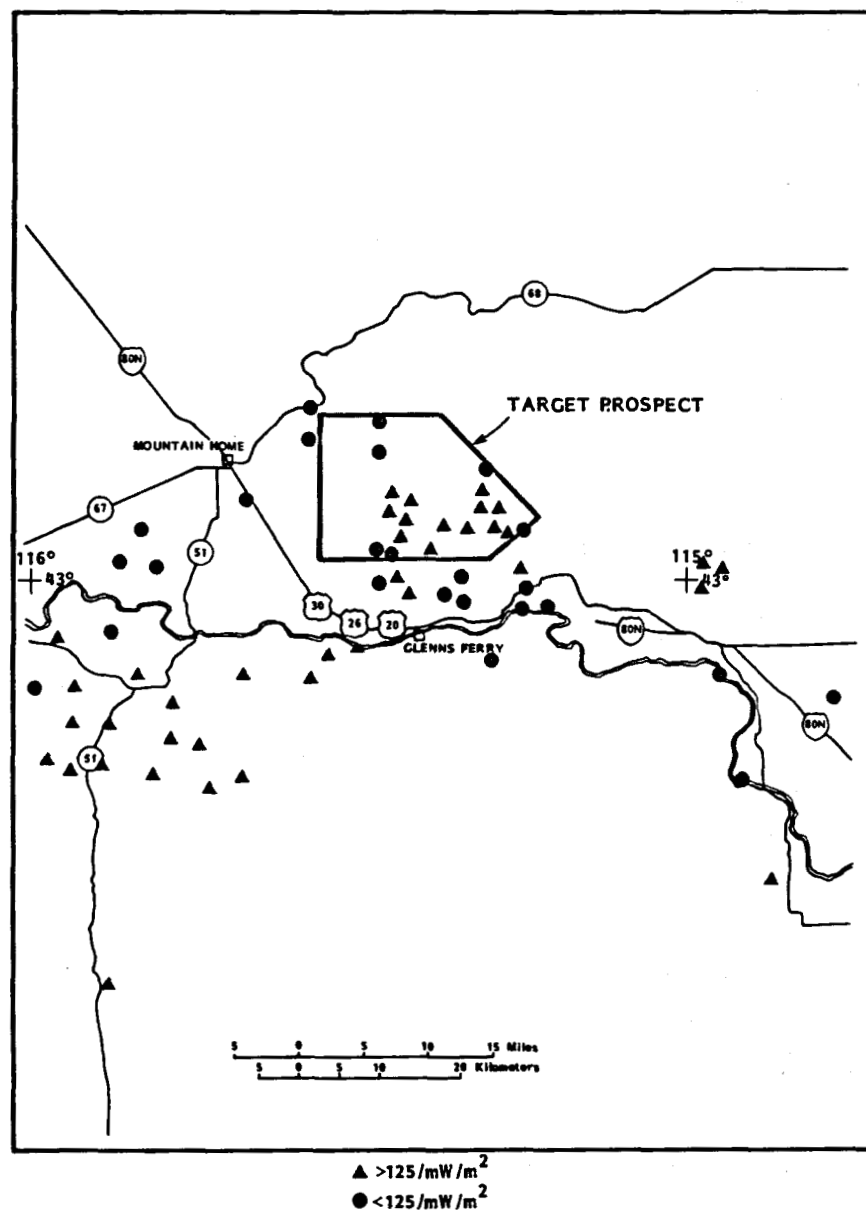 68
80N
TARGET PROSPECT
MOUNTAIN HOME
67
51
116°
43°
115°
43°
30
26
20
80N
GLENNS FERRY
80N
51
5 0 5 10 15 Miles
5 0 5 10 20 Kilometers
▲ >125/mW/m²
● <125/mW/m²